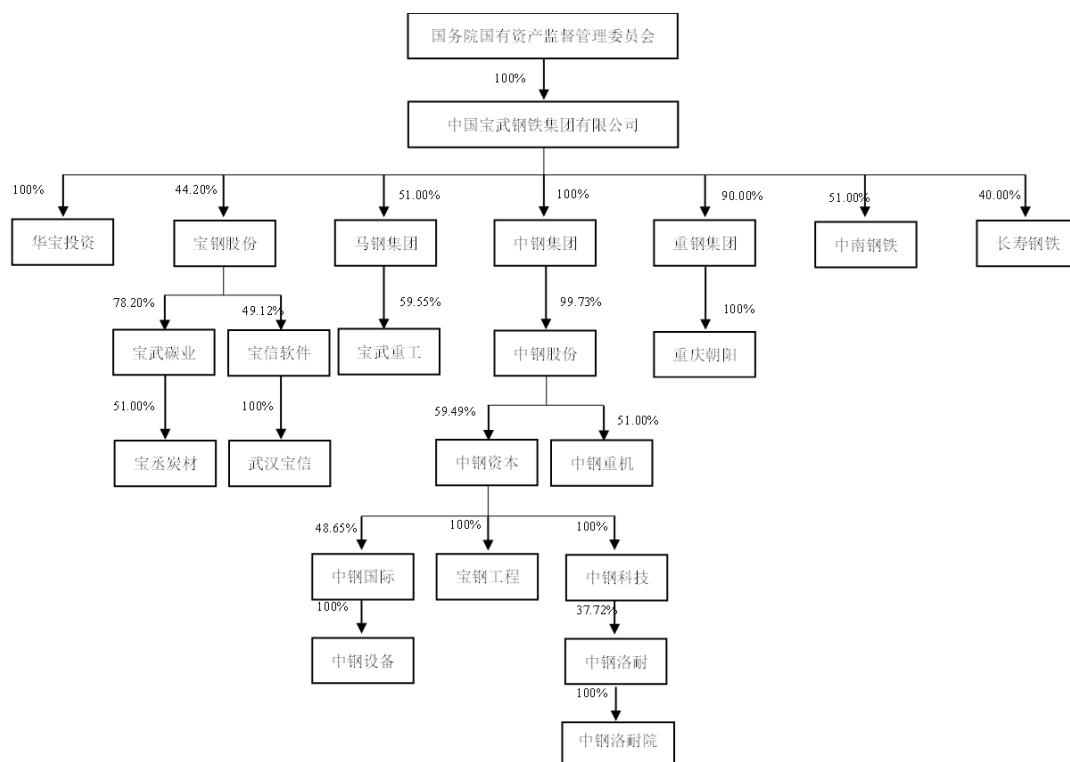 国务院国有资产监督管理委员会
100%
中国宝武钢铁集团有限公司
100%
44.20%
51.00%
100%
90.00%
51.00%
40.00%
华宝投资
宝钢股份
马钢集团
中钢集团
重钢集团
中南钢铁
长寿钢铁
78.20%
49.12%
59.55%
99.73%
100%
宝武碳业
宝信软件
宝武重工
中钢股份
重庆朝阳
51.00%
100%
59.49%
51.00%
宝丞炭材
武汉宝信
中钢资本
中钢重机
48.65%
100%
100%
中钢国际
宝钢工程
中钢科技
100%
37.72%
中钢设备
中钢洛耐
100%
中钢洛耐院